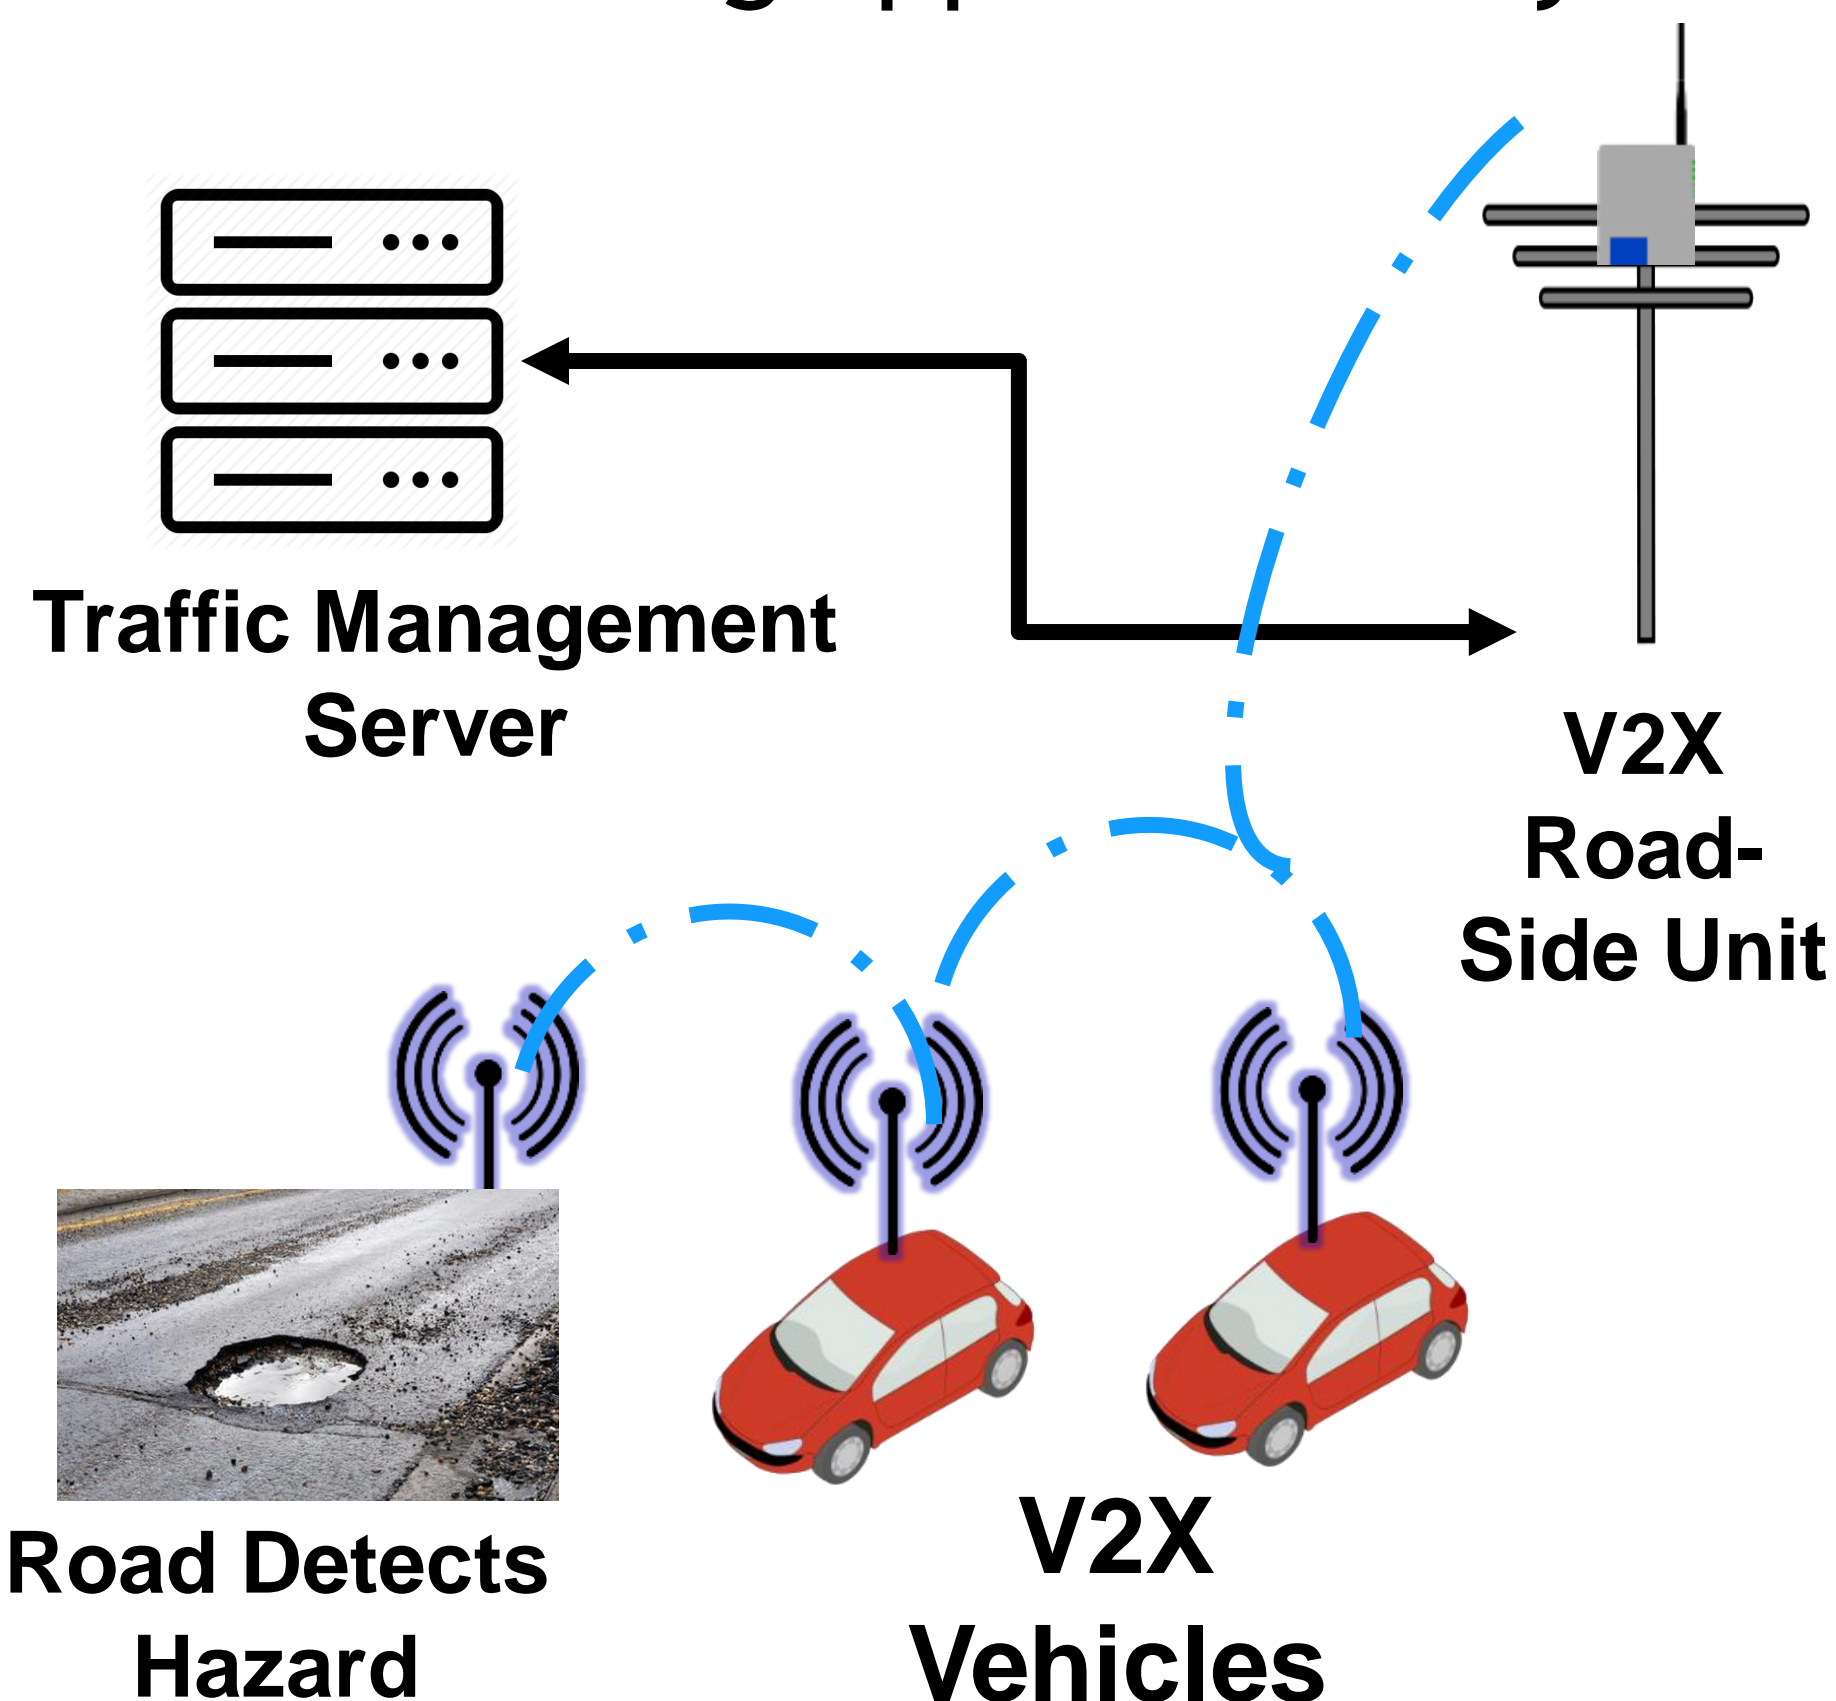 Traffic Management
Server
V2X
Road-
Side Unit
Road Detects
Hazard
V2X
Vehicles